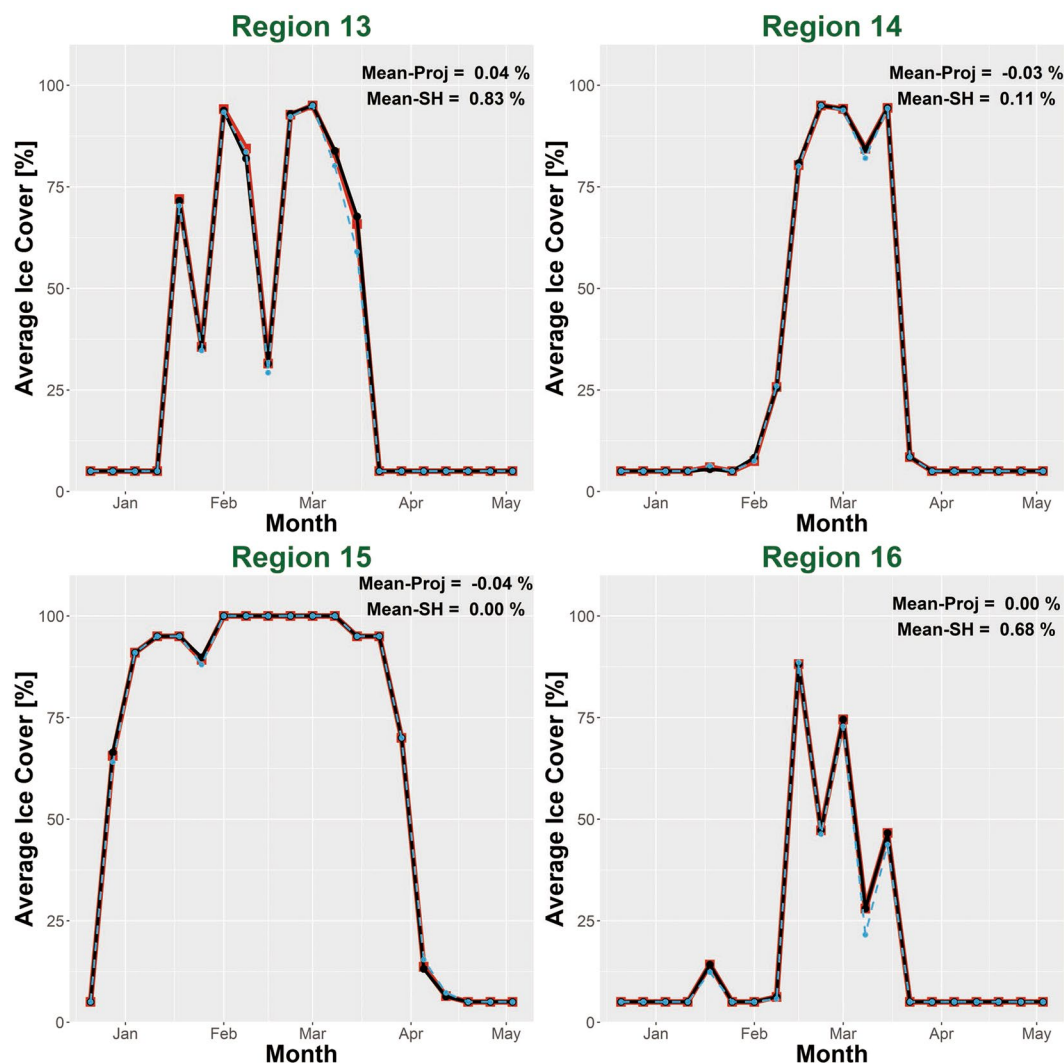 Region 13
Mean-Proj = 0.04 %
Mean-SH = 0.83 %
Average Ice Cover [%]
100
75
50
25
0
Jan Feb Mar Apr May
Month
Region 14
Mean-Proj = -0.03 %
Mean-SH = 0.11 %
Average Ice Cover [%]
100
75
50
25
0
Jan Feb Mar Apr May
Month
Region 15
Mean-Proj = -0.04 %
Mean-SH = 0.00 %
Average Ice Cover [%]
100
75
50
25
0
Jan Feb Mar Apr May
Month
Region 16
Mean-Proj = 0.00 %
Mean-SH = 0.68 %
Average Ice Cover [%]
100
75
50
25
0
Jan Feb Mar Apr May
Month